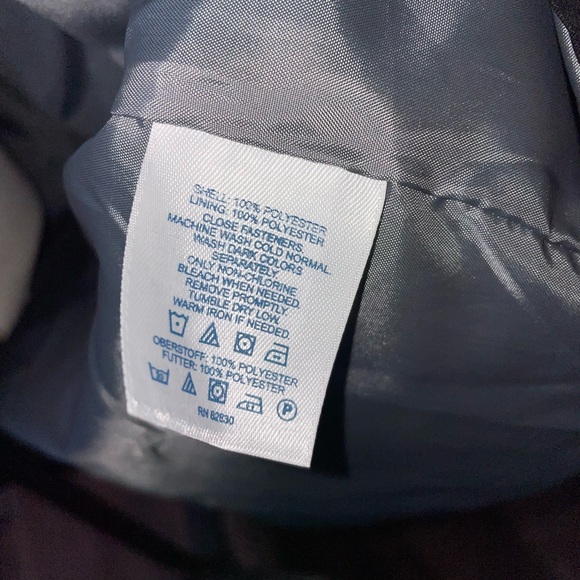 SHELL: 100% POLYESTER
LINING: 100% POLYESTER
CLOSE FASTENERS.
MACHINE WASH COLD NORMAL.
WASH DARK COLORS
SEPARATELY.
ONLY NON-CHLORINE
BLEACH WHEN NEEDED.
REMOVE PROMPTLY.
TUMBLE DRY LOW.
WARM IRON IF NEEDED.
OBERSTOFF: 100% POLYESTER
FUTTER: 100% POLYESTER
P
RN 82630